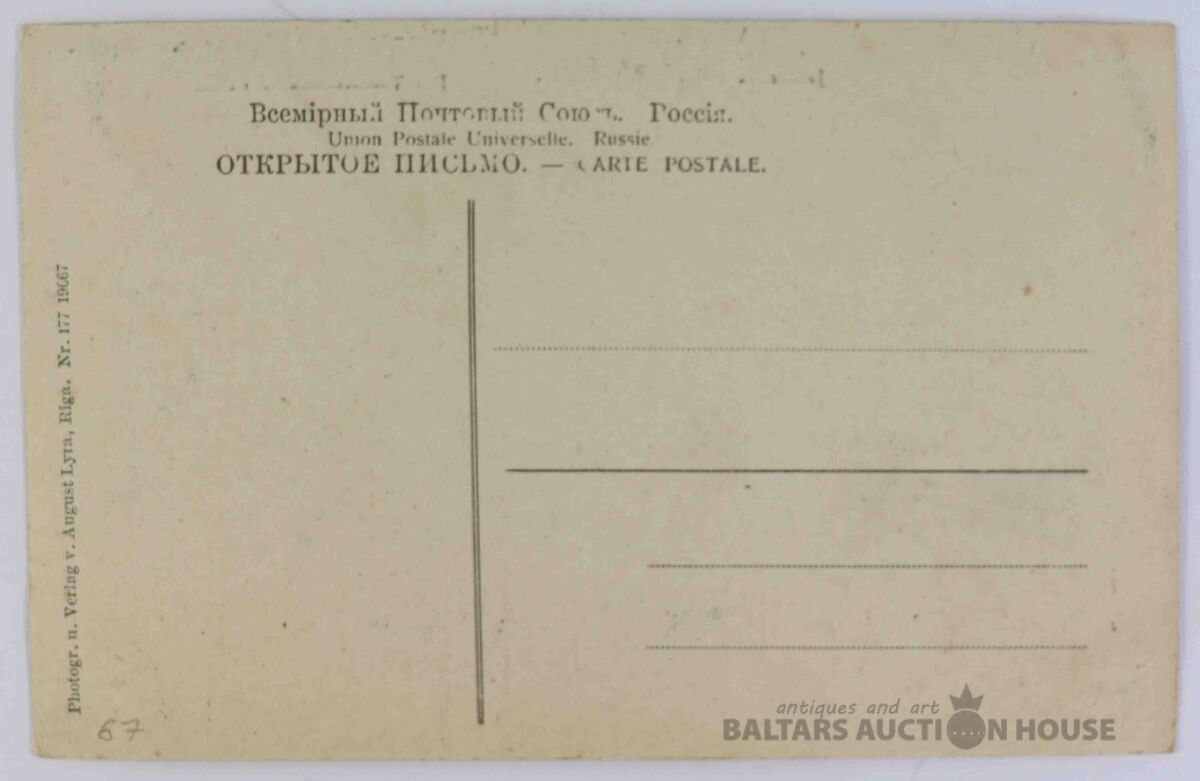 Всемірный Почтовый Союзъ. Россія.
Union Postale Universelle. Russie
ОТКРЫТОЕ ПИСЬМО. — CARTE POSTALE.
Photogr. u. Verlag v. August Lyra, Riga. Nr. 177 19667
67
antiques and art
BALTARS AUCTION HOUSE